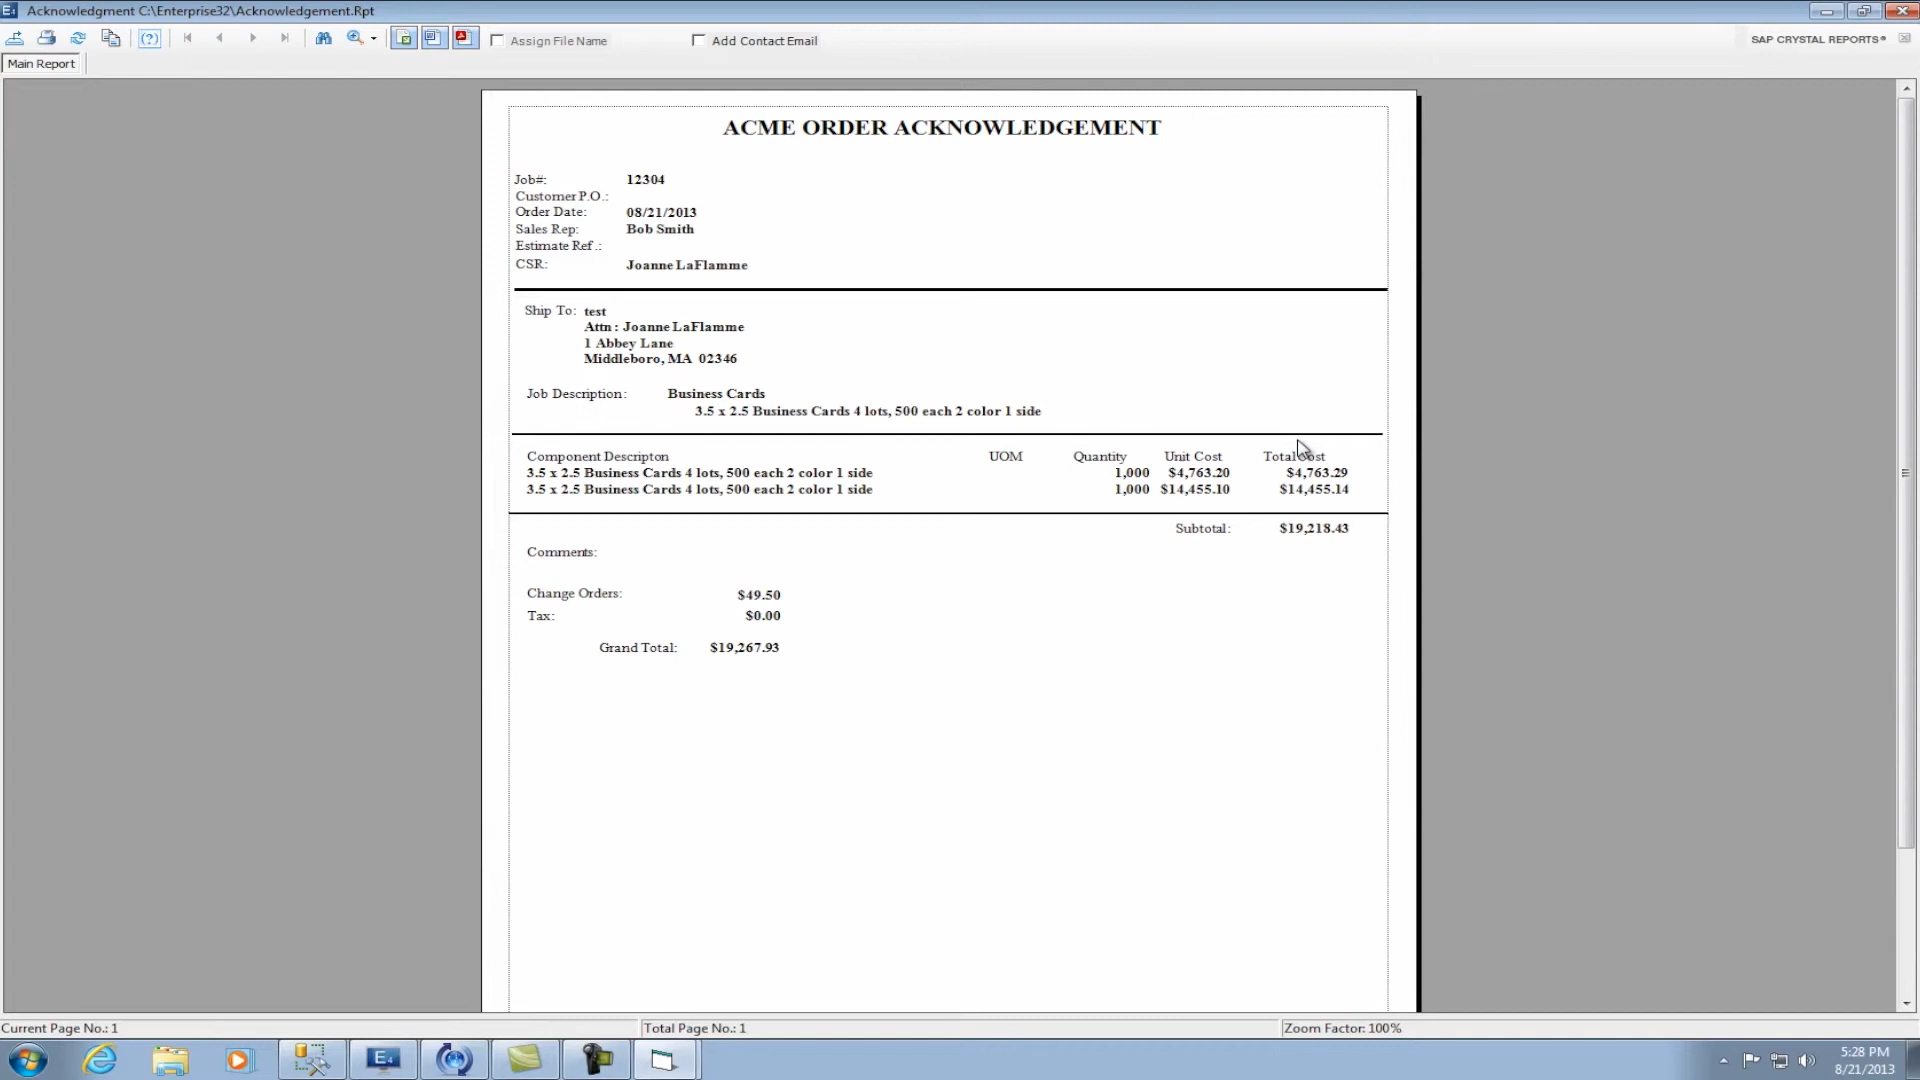 Acknowledgment C:\Enterprise32\Acknowledgement.Rpt
Assign File Name Add Contact Email SAP CRYSTAL REPORTS®
Main Report
ACME ORDER ACKNOWLEDGEMENT
Job#: 12304
Customer P.O.:
Order Date: 08/21/2013
Sales Rep: Bob Smith
Estimate Ref.:
CSR: Joanne LaFlamme
Ship To: test
Attn : Joanne LaFlamme
1 Abbey Lane
Middleboro, MA 02346
Job Description: Business Cards
3.5 x 2.5 Business Cards 4 lots, 500 each 2 color 1 side
Component Descripton UOM Quantity Unit Cost Total Cost
3.5 x 2.5 Business Cards 4 lots, 500 each 2 color 1 side 1,000 $4,763.20 $4,763.29
3.5 x 2.5 Business Cards 4 lots, 500 each 2 color 1 side 1,000 $14,455.10 $14,455.14
Subtotal: $19,218.43
Comments:
Change Orders: $49.50
Tax: $0.00
Grand Total: $19,267.93
Current Page No.: 1 Total Page No.: 1 Zoom Factor: 100%
5:28 PM
8/21/2013